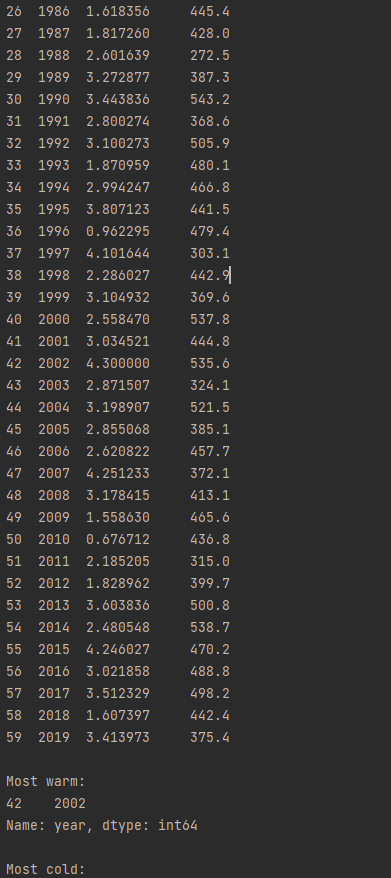 26  1986  1.618356     445.4
27  1987  1.817260     428.0
28  1988  2.601639     272.5
29  1989  3.272877     387.3
30  1990  3.443836     543.2
31  1991  2.800274     368.6
32  1992  3.100273     505.9
33  1993  1.870959     480.1
34  1994  2.994247     466.8
35  1995  3.807123     441.5
36  1996  0.962295     479.4
37  1997  4.101644     303.1
38  1998  2.286027     442.9
39  1999  3.104932     369.6
40  2000  2.558470     537.8
41  2001  3.034521     444.8
42  2002  4.300000     535.6
43  2003  2.871507     324.1
44  2004  3.198907     521.5
45  2005  2.855068     385.1
46  2006  2.620822     457.7
47  2007  4.251233     372.1
48  2008  3.178415     413.1
49  2009  1.558630     465.6
50  2010  0.676712     436.8
51  2011  2.185205     315.0
52  2012  1.828962     399.7
53  2013  3.603836     500.8
54  2014  2.480548     538.7
55  2015  4.246027     470.2
56  2016  3.021858     488.8
57  2017  3.512329     498.2
58  2018  1.607397     442.4
59  2019  3.413973     375.4
Most warm:
42    2002
Name: year, dtype: int64
Most cold: